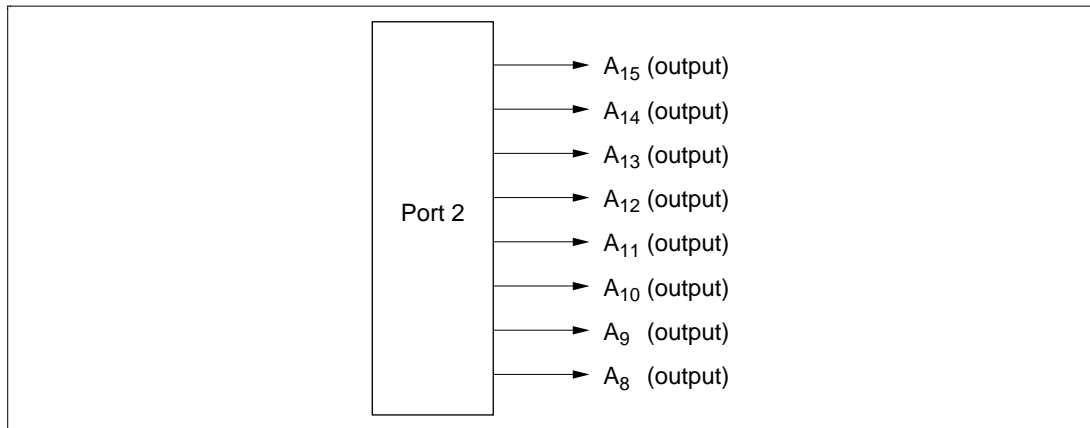 A15 (output)
A14 (output)
A13 (output)
A12 (output)
Port 2
A11 (output)
A10 (output)
A9 (output)
A8 (output)